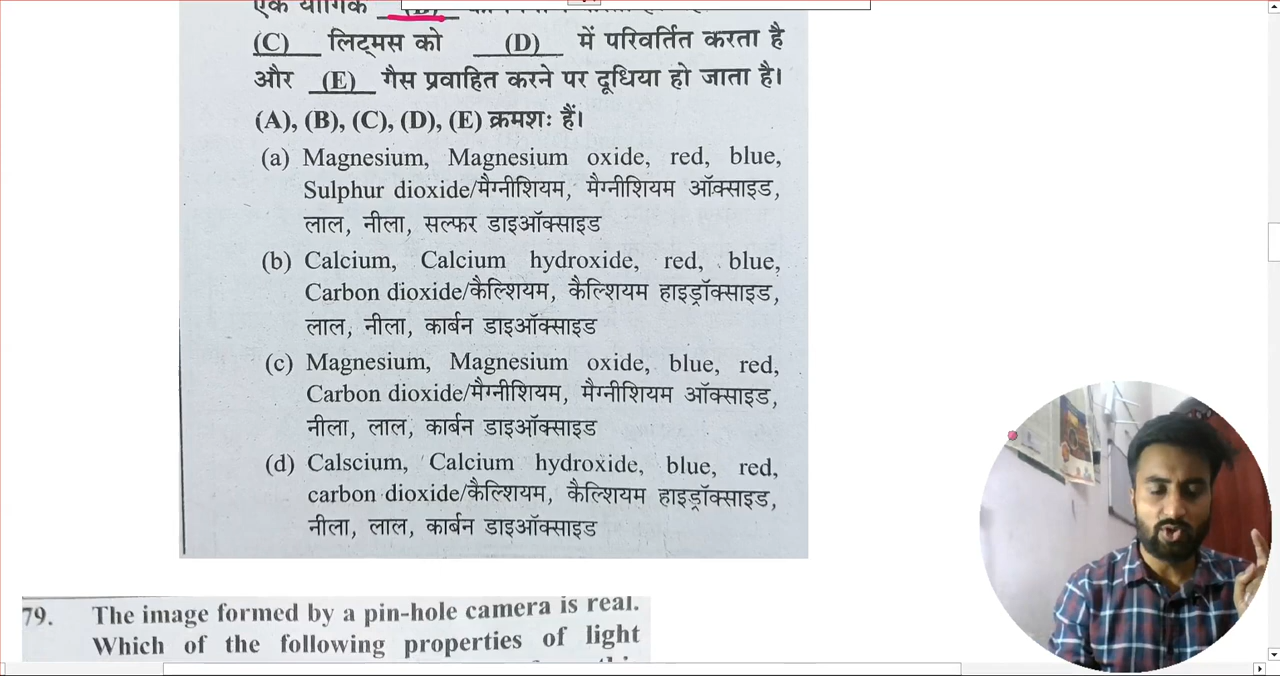 एक यौगिक (B)
(C) लिट्मस को (D) में परिवर्तित करता है
और (E) गैस प्रवाहित करने पर दूधिया हो जाता है।
(A), (B), (C), (D), (E) क्रमशः हैं।
(a) Magnesium, Magnesium oxide, red, blue,
Sulphur dioxide/मैग्नीशियम, मैग्नीशियम ऑक्साइड,
लाल, नीला, सल्फर डाइऑक्साइड
(b) Calcium, Calcium hydroxide, red, blue,
Carbon dioxide/कैल्शियम, कैल्शियम हाइड्रॉक्साइड,
लाल, नीला, कार्बन डाइऑक्साइड
(c) Magnesium, Magnesium oxide, blue, red,
Carbon dioxide/मैग्नीशियम, मैग्नीशियम ऑक्साइड,
नीला, लाल, कार्बन डाइऑक्साइड
(d) Calscium, Calcium hydroxide, blue, red,
carbon dioxide/कैल्शियम, कैल्शियम हाइड्रॉक्साइड,
नीला, लाल, कार्बन डाइऑक्साइड
79. The image formed by a pin-hole camera is real.
Which of the following properties of light